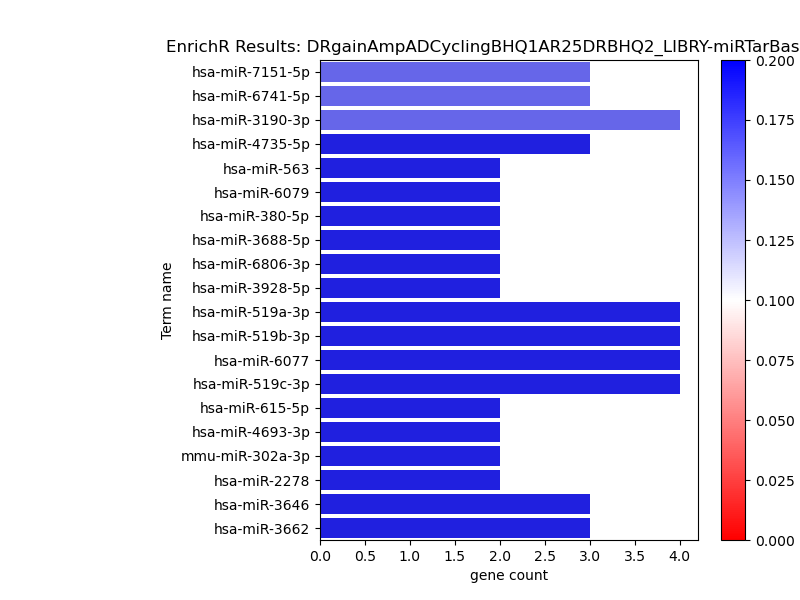 EnrichR Results: DRgainAmpADCyclingBHQ1AR25DRBHQ2_LIBRY-miRTarBas
hsa-miR-7151-5p
hsa-miR-6741-5p
hsa-miR-3190-3p
hsa-miR-4735-5p
hsa-miR-563
hsa-miR-6079
hsa-miR-380-5p
hsa-miR-3688-5p
hsa-miR-6806-3p
hsa-miR-3928-5p
hsa-miR-519a-3p
hsa-miR-519b-3p
hsa-miR-6077
hsa-miR-519c-3p
hsa-miR-615-5p
hsa-miR-4693-3p
mmu-miR-302a-3p
hsa-miR-2278
hsa-miR-3646
hsa-miR-3662
Term name
0.0 0.5 1.0 1.5 2.0 2.5 3.0 3.5 4.0
gene count
0.200
0.175
0.150
0.125
0.100
0.075
0.050
0.025
0.000